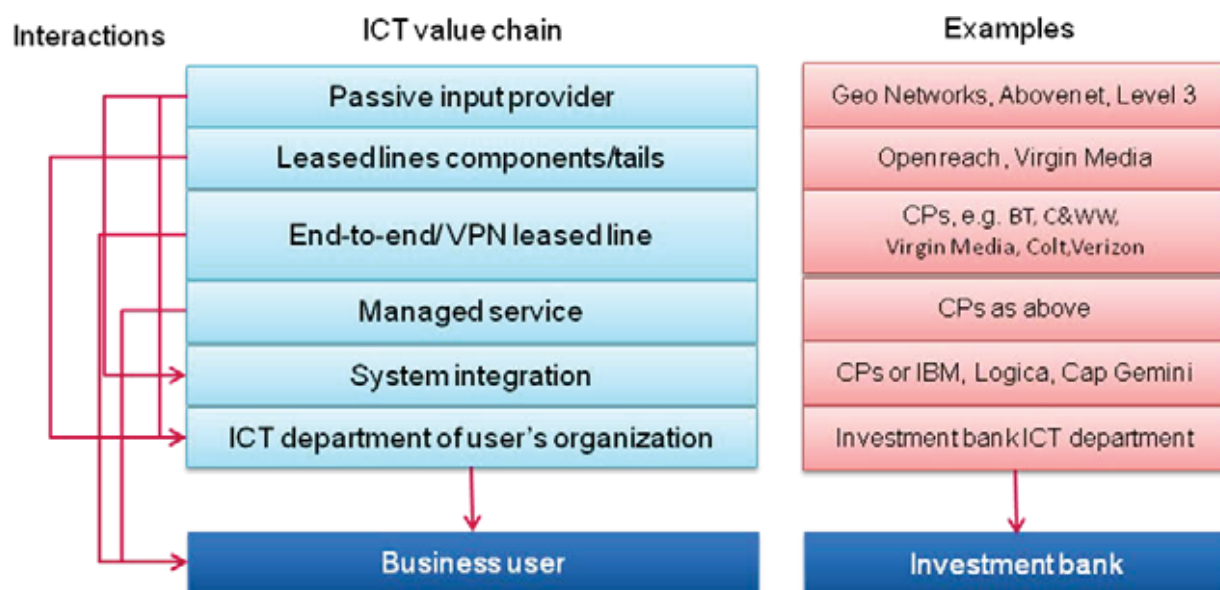 Interactions
ICT value chain
Examples
Passive input provider
Geo Networks, Abovenet, Level 3
Leased lines components/tails
Openreach, Virgin Media
End-to-end/ VPN leased line
CPs, e.g. BT, C&WW,
Virgin Media, Colt,Verizon
Managed service
CPs as above
System integration
CPs or IBM, Logica, Cap Gemini
ICT department of user's organization
Investment bank ICT department
Business user
Investment bank